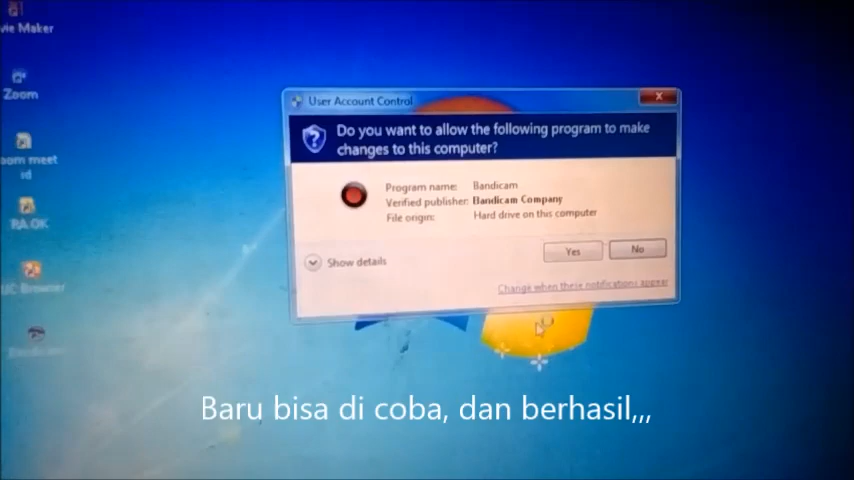 vie Maker
Zoom
oom meet
id
RA.OK
UC Browser
User Account Control
Do you want to allow the following program to make
changes to this computer?
Program name: Bandicam
Verified publisher: Bandicam Company
File origin: Hard drive on this computer
Show details
Yes
No
Change when these notifications appear
Baru bisa di coba, dan berhasil,,,